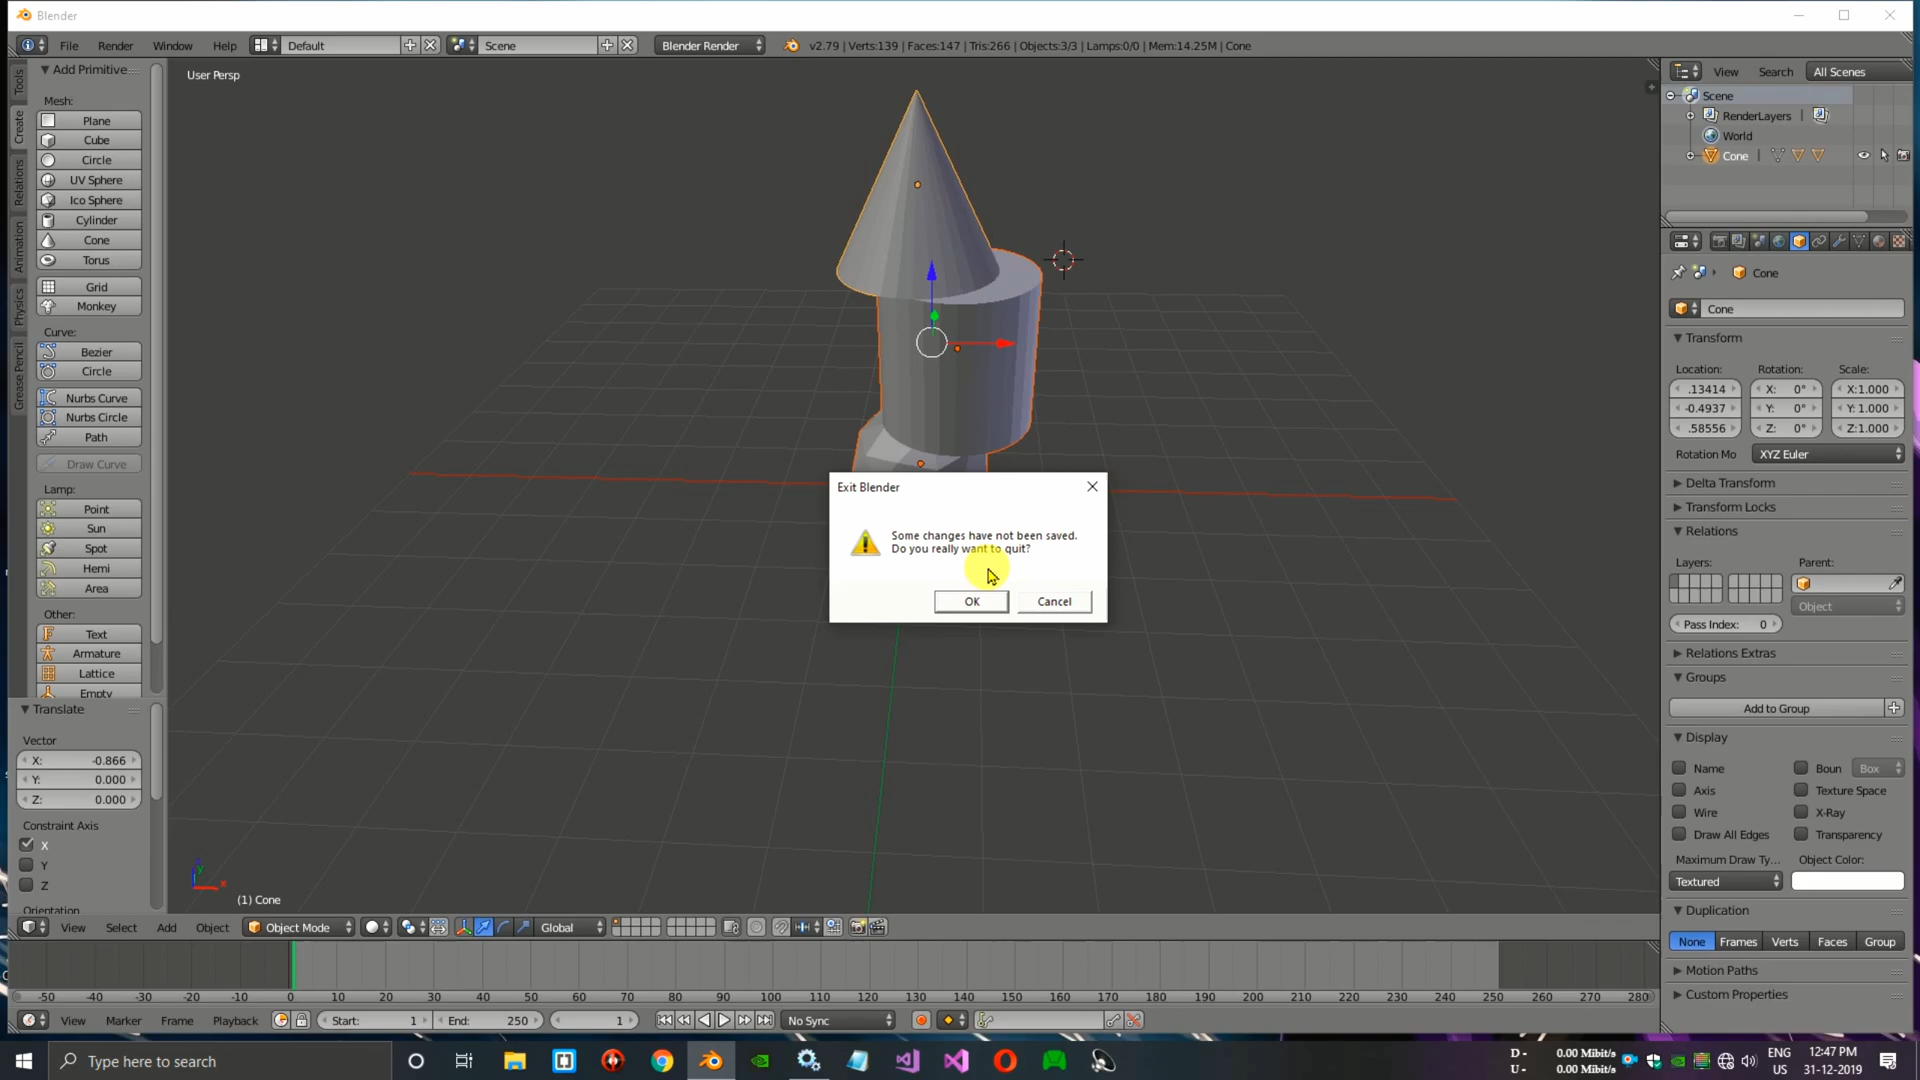 Blender
File Render Window Help Default Scene Blender Render v2.79 | Verts:139 | Faces:147 | Tris:266 | Objects:3/3 | Lamps:0/0 | Mem:14.25M | Cone
Tools
Create
Relations
Animation
Physics
Grease Pencil
Add Primitive
Mesh:
Plane
Cube
Circle
UV Sphere
Ico Sphere
Cylinder
Cone
Torus
Grid
Monkey
Curve:
Bezier
Circle
Nurbs Curve
Nurbs Circle
Path
Draw Curve
Lamp:
Point
Sun
Spot
Hemi
Area
Other:
Text
Armature
Lattice
Empty
Translate
Vector
X: -0.866
Y: 0.000
Z: 0.000
Constraint Axis
X
Y
Z
Orientation
User Persp
Exit Blender
Some changes have not been saved.
Do you really want to quit?
OK Cancel
(1) Cone
View Select Add Object Object Mode Global
View Search All Scenes
Scene
RenderLayers |
World
Cone |
Cone
Cone
Transform
Location: Rotation: Scale:
.13414 X: 0° X:1.000
-0.4937 Y: 0° Y: 1.000
.58556 Z: 0° Z:1.000
Rotation Mo XYZ Euler
Delta Transform
Transform Locks
Relations
Layers: Parent:
Object
Pass Index: 0
Relations Extras
Groups
Add to Group
Display
Name Boun Box
Axis Texture Space
Wire X-Ray
Draw All Edges Transparency
Maximum Draw Ty... Object Color:
Textured
Duplication
None Frames Verts Faces Group
Motion Paths
Custom Properties
-50 -40 -30 -20 -10 0 10 20 30 40 50 60 70 80 90 100 110 120 130 140 150 160 170 180 190 200 210 220 230 240 250 260 270 280
View Marker Frame Playback Start: 1 End: 250 1 No Sync
Type here to search
D - 0.00 Mibit/s
U - 0.00 Mibit/s
ENG
US
12:47 PM
31-12-2019